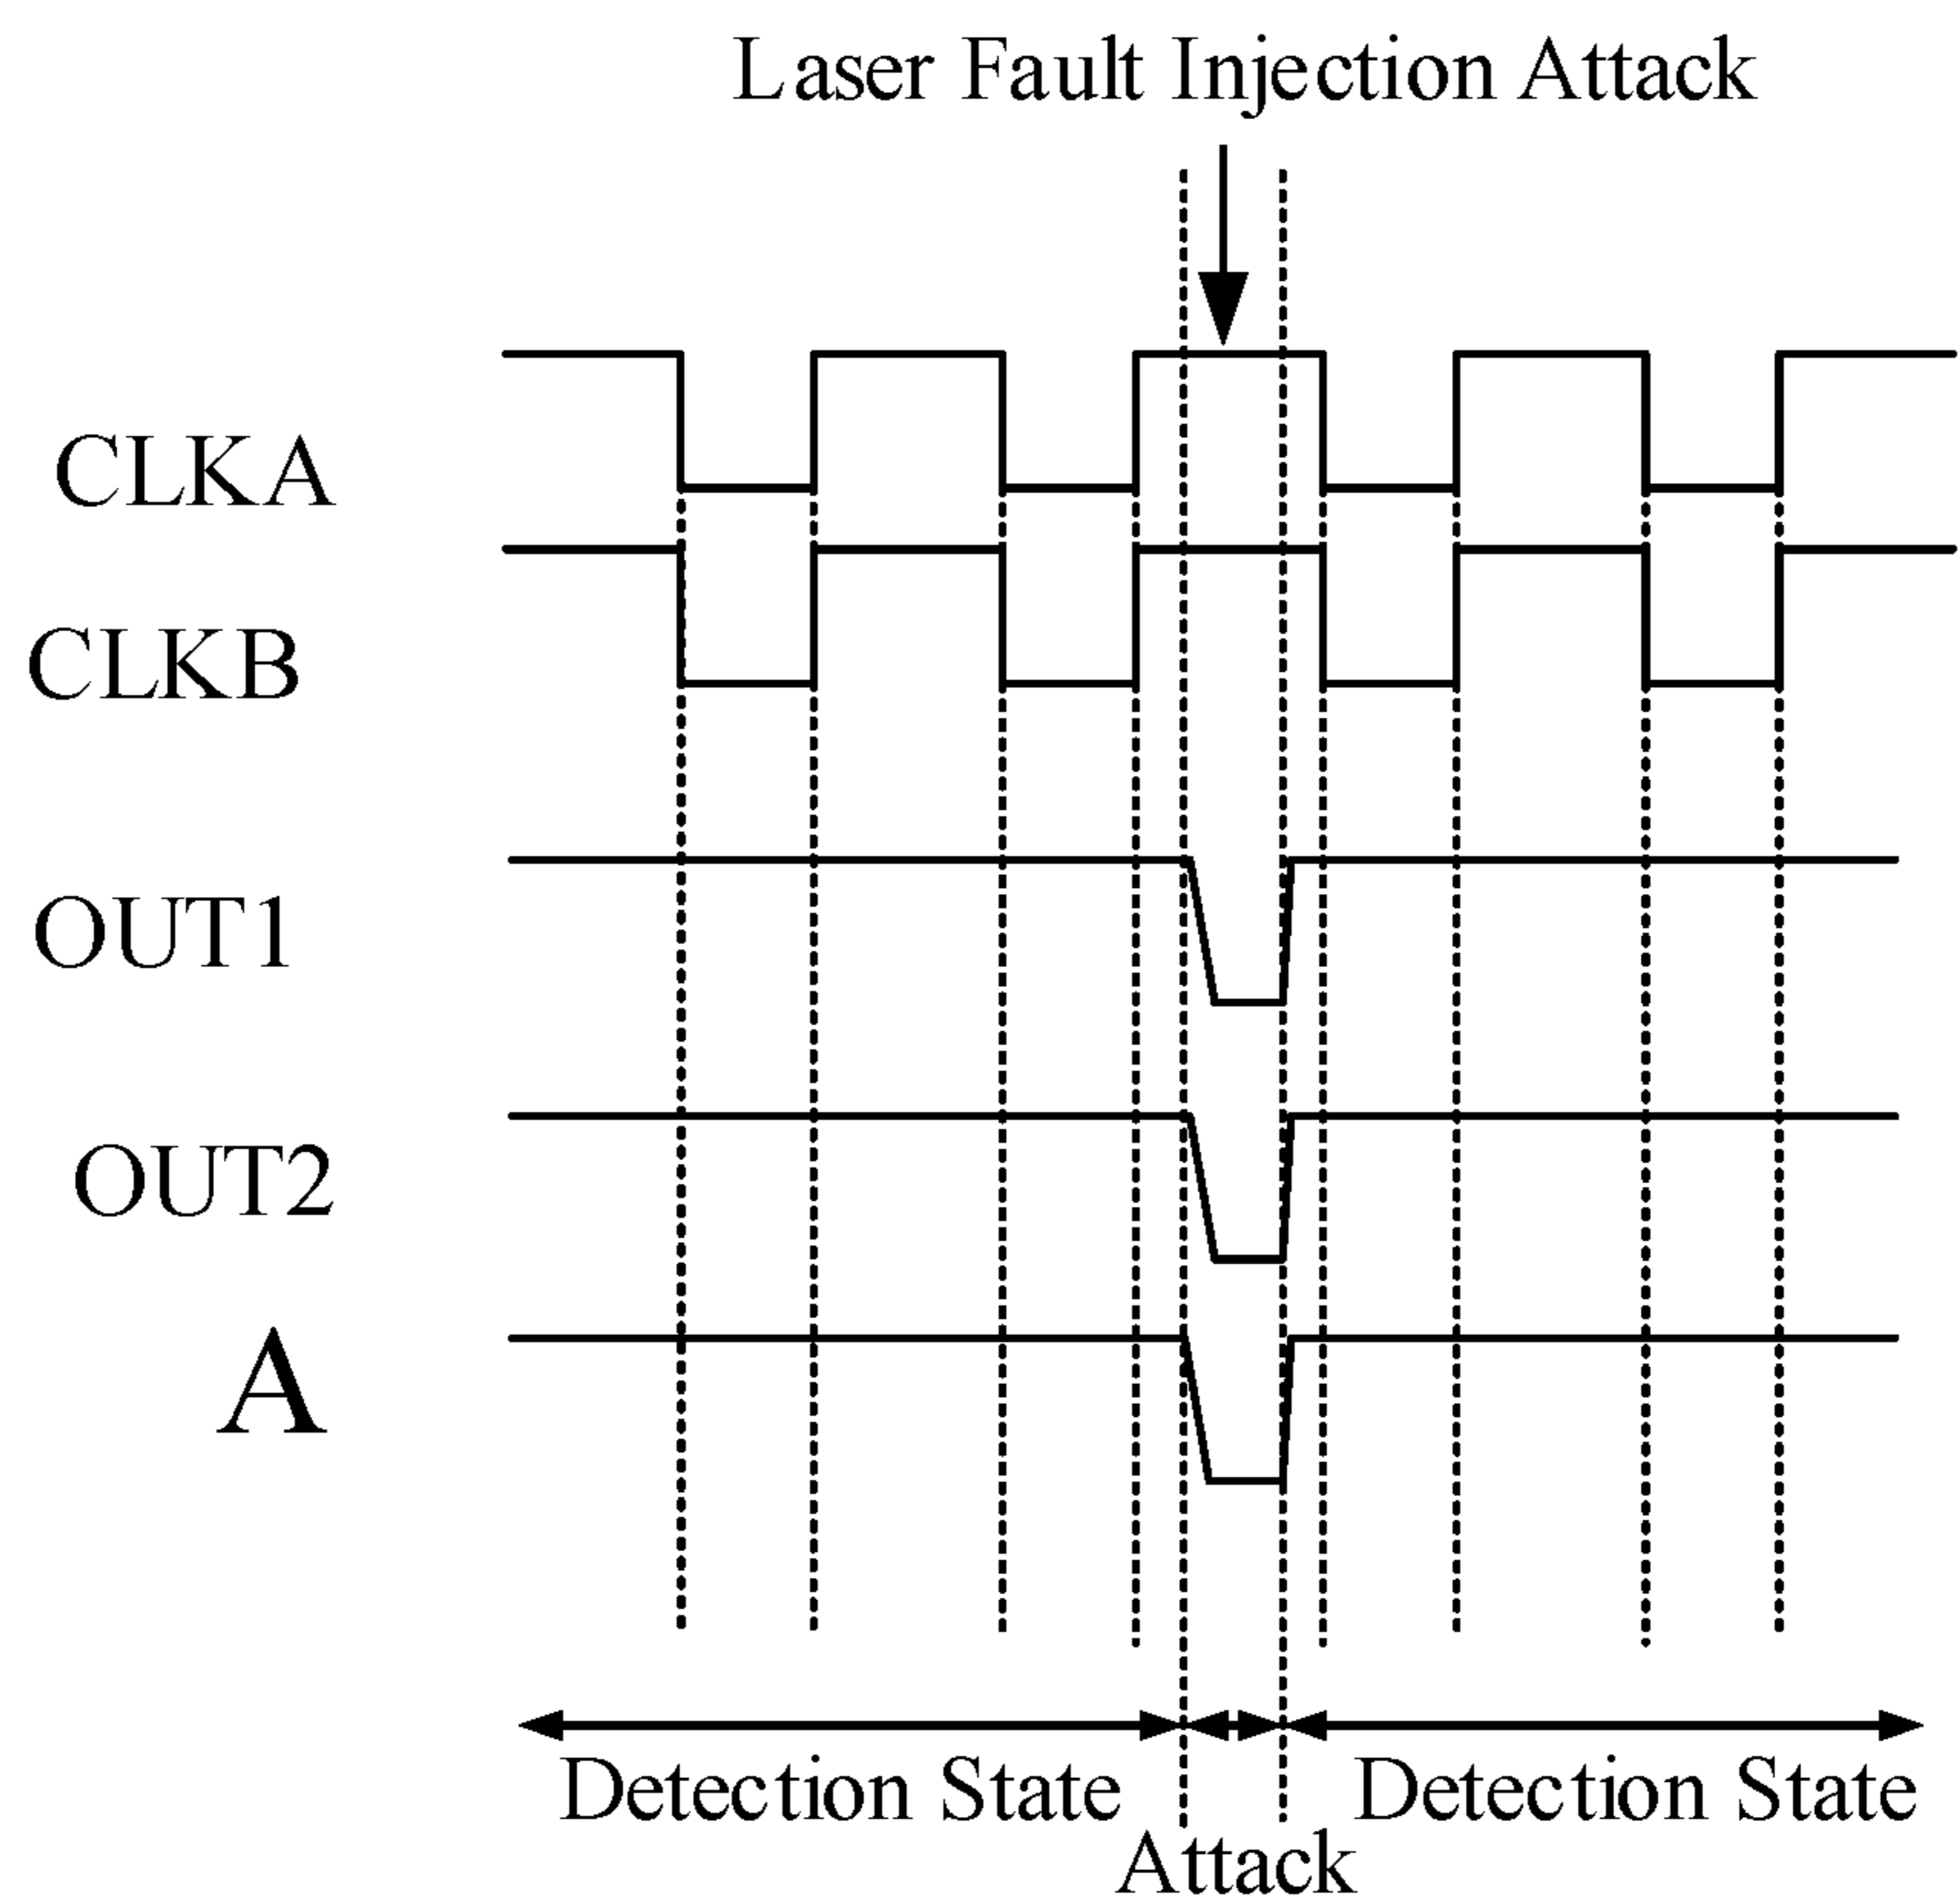 Laser Fault Injection Attack
CLKA
CLKB
OUT1
OUT2
A
Detection State
Detection State
Attack